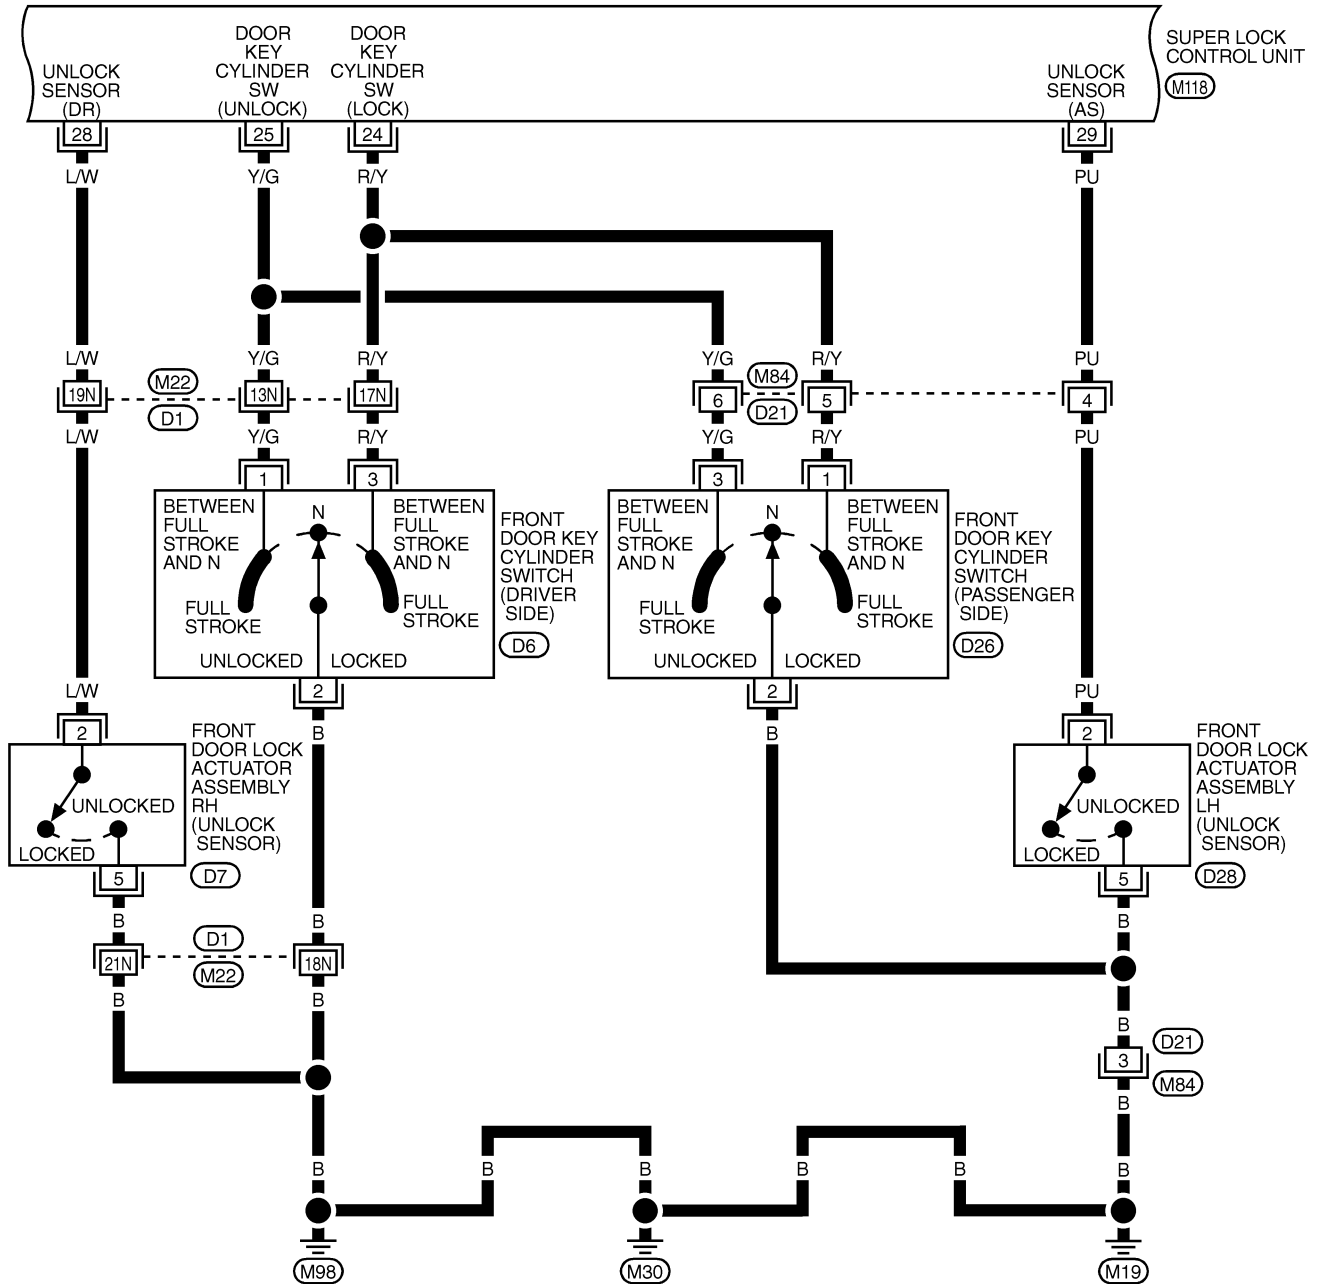 DOOR
KEY
CYLINDER
SW
(UNLOCK)
DOOR
KEY
CYLINDER
SW
(LOCK)
UNLOCK
SENSOR
(DR)
UNLOCK
SENSOR
(AS)
SUPER LOCK
CONTROL UNIT
M118
28
25
24
29
L/W
Y/G
R/Y
PU
L/W
Y/G
R/Y
Y/G
R/Y
PU
19N
M22
D1
13N
17N
6
M84
D21
5
4
L/W
Y/G
R/Y
Y/G
R/Y
PU
1
3
3
1
BETWEEN
FULL
STROKE
AND N
N
BETWEEN
FULL
STROKE
AND N
FULL
STROKE
FULL
STROKE
UNLOCKED
LOCKED
FRONT
DOOR KEY
CYLINDER
SWITCH
(DRIVER
SIDE)
D6
BETWEEN
FULL
STROKE
AND N
N
BETWEEN
FULL
STROKE
AND N
FULL
STROKE
FULL
STROKE
UNLOCKED
LOCKED
FRONT
DOOR KEY
CYLINDER
SWITCH
(PASSENGER
SIDE)
D26
L/W
2
2
PU
2
B
B
2
UNLOCKED
LOCKED
5
FRONT
DOOR LOCK
ACTUATOR
ASSEMBLY
RH
(UNLOCK
SENSOR)
D7
UNLOCKED
LOCKED
5
FRONT
DOOR LOCK
ACTUATOR
ASSEMBLY
LH
(UNLOCK
SENSOR)
D28
B
B
B
21N
D1
M22
18N
B
B
B
3
D21
M84
B
B
B
B
B
B
B
M98
M30
M19